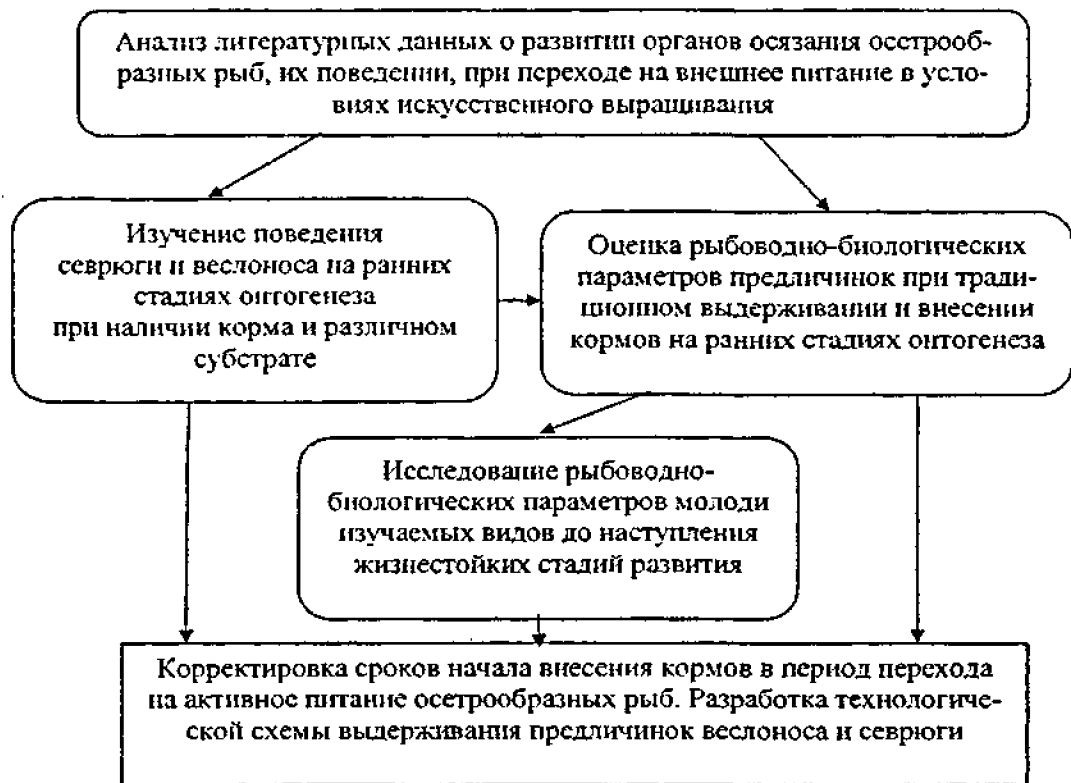 Анализ литературных данных о развитии органов осязания осетрооб-
разных рыб, их поведении, при переходе на внешнее питание в усло-
виях искусственного выращивания
Изучение поведения
севрюги и веслоноса на ранних
стадиях онтогенеза
при наличии корма и различном
субстрате
Оценка рыбоводно-биологических
параметров предличинок при тради-
ционном выдерживании и внесении
кормов на ранних стадиях онтогенеза
Исследование рыбоводно-
биологических параметров молоди
изучаемых видов до наступления
жизнестойких стадий развития
Корректировка сроков начала внесения кормов в период перехода
на активное питание осетрообразных рыб. Разработка технологиче-
ской схемы выдерживания предличинок веслоноса и севрюги